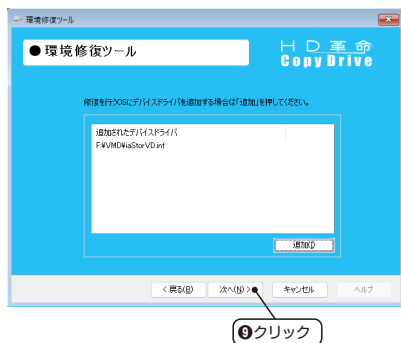 環境修復ツール
●環境修復ツール
HD革命
CopyDrive
修復を行うOSにデバイスドライバを追加する場合は「追加」を押してください。
追加されたデバイスドライバ
F:¥VMD¥iaStorVD.inf
追加(I)
< 戻る(B)
次へ(N) >
キャンセル
ヘルプ
❾クリック